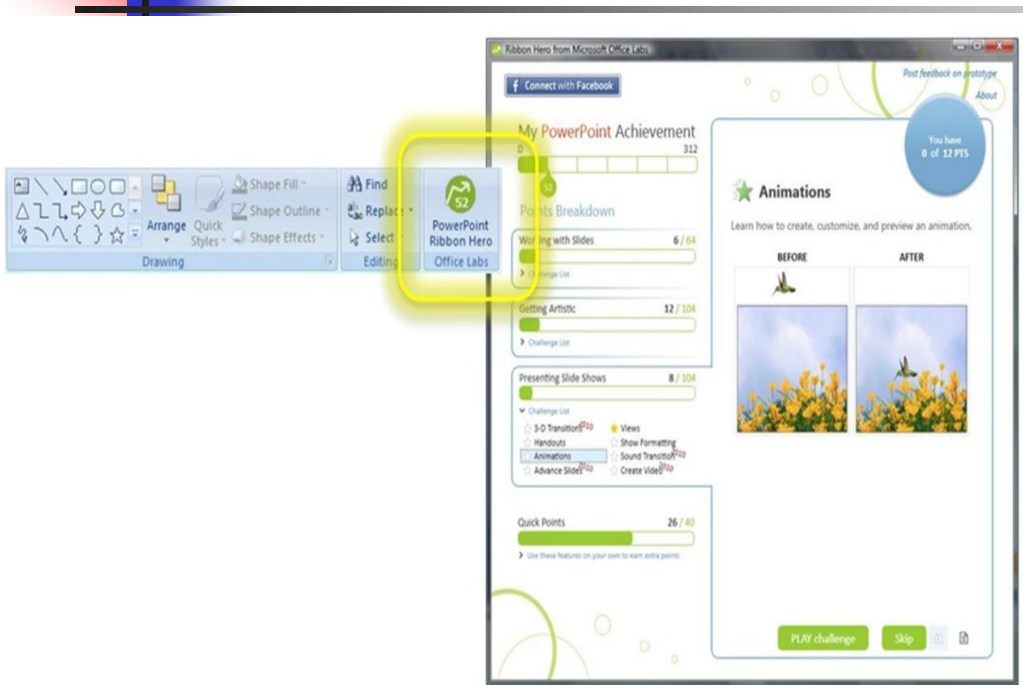 Shape Fill
Shape Outline
Shape Effects
Arrange
Quick
Styles
Drawing
Find
Replace
Select
Editing
52
PowerPoint
Ribbon Hero
Office Labs
Ribbon Hero from Microsoft Office Labs
Post feedback on prototype
About
f Connect with Facebook
My PowerPoint Achievement
0 312
52
Points Breakdown
Working with Slides 6 / 64
Challenge List
Getting Artistic 12 / 104
Challenge List
Presenting Slide Shows 8 / 104
Challenge List
3-D Transitions2010 Views
Handouts Show Formatting
Animations Sound Transition2010
Advance Slides2010 Create Video2010
Quick Points 26 / 40
Use these features on your own to earn extra points
You have
0 of 12 PTS
Animations
Learn how to create, customize, and preview an animation.
BEFORE AFTER
PLAY challenge Skip